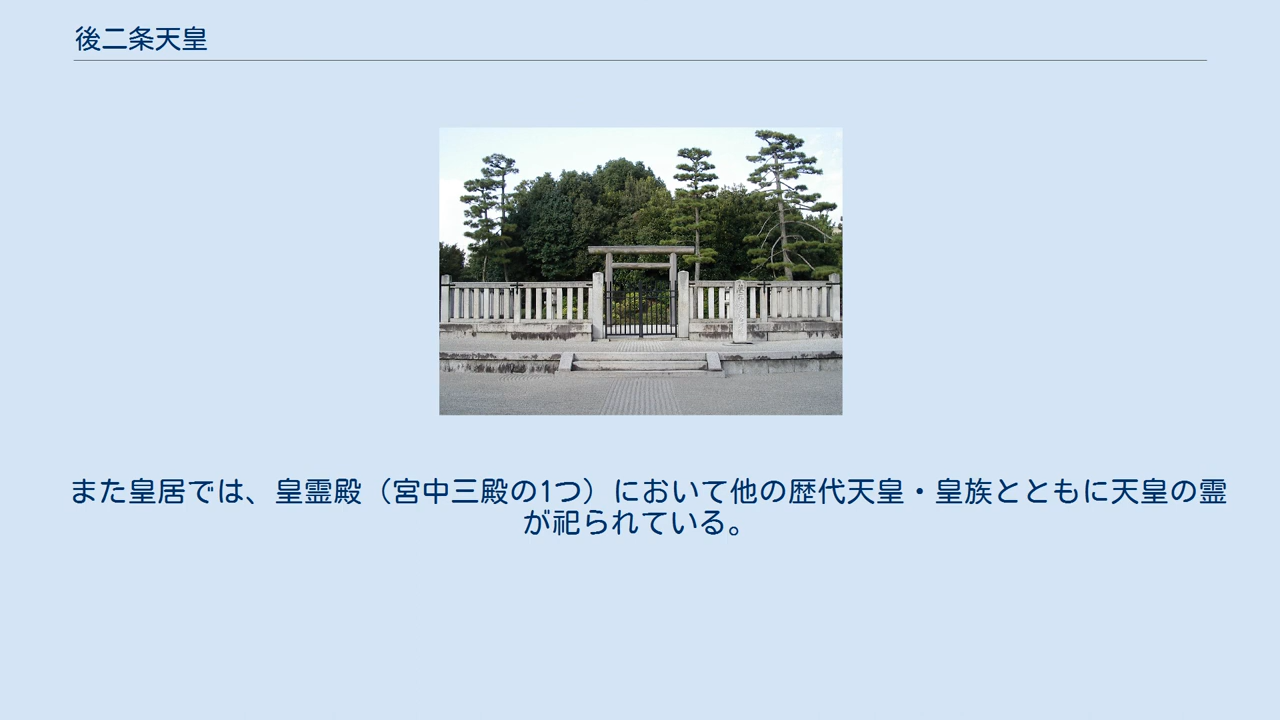 後二条天皇
また皇居では、皇霊殿（宮中三殿の1つ）において他の歴代天皇・皇族とともに天皇の霊
が祀られている。